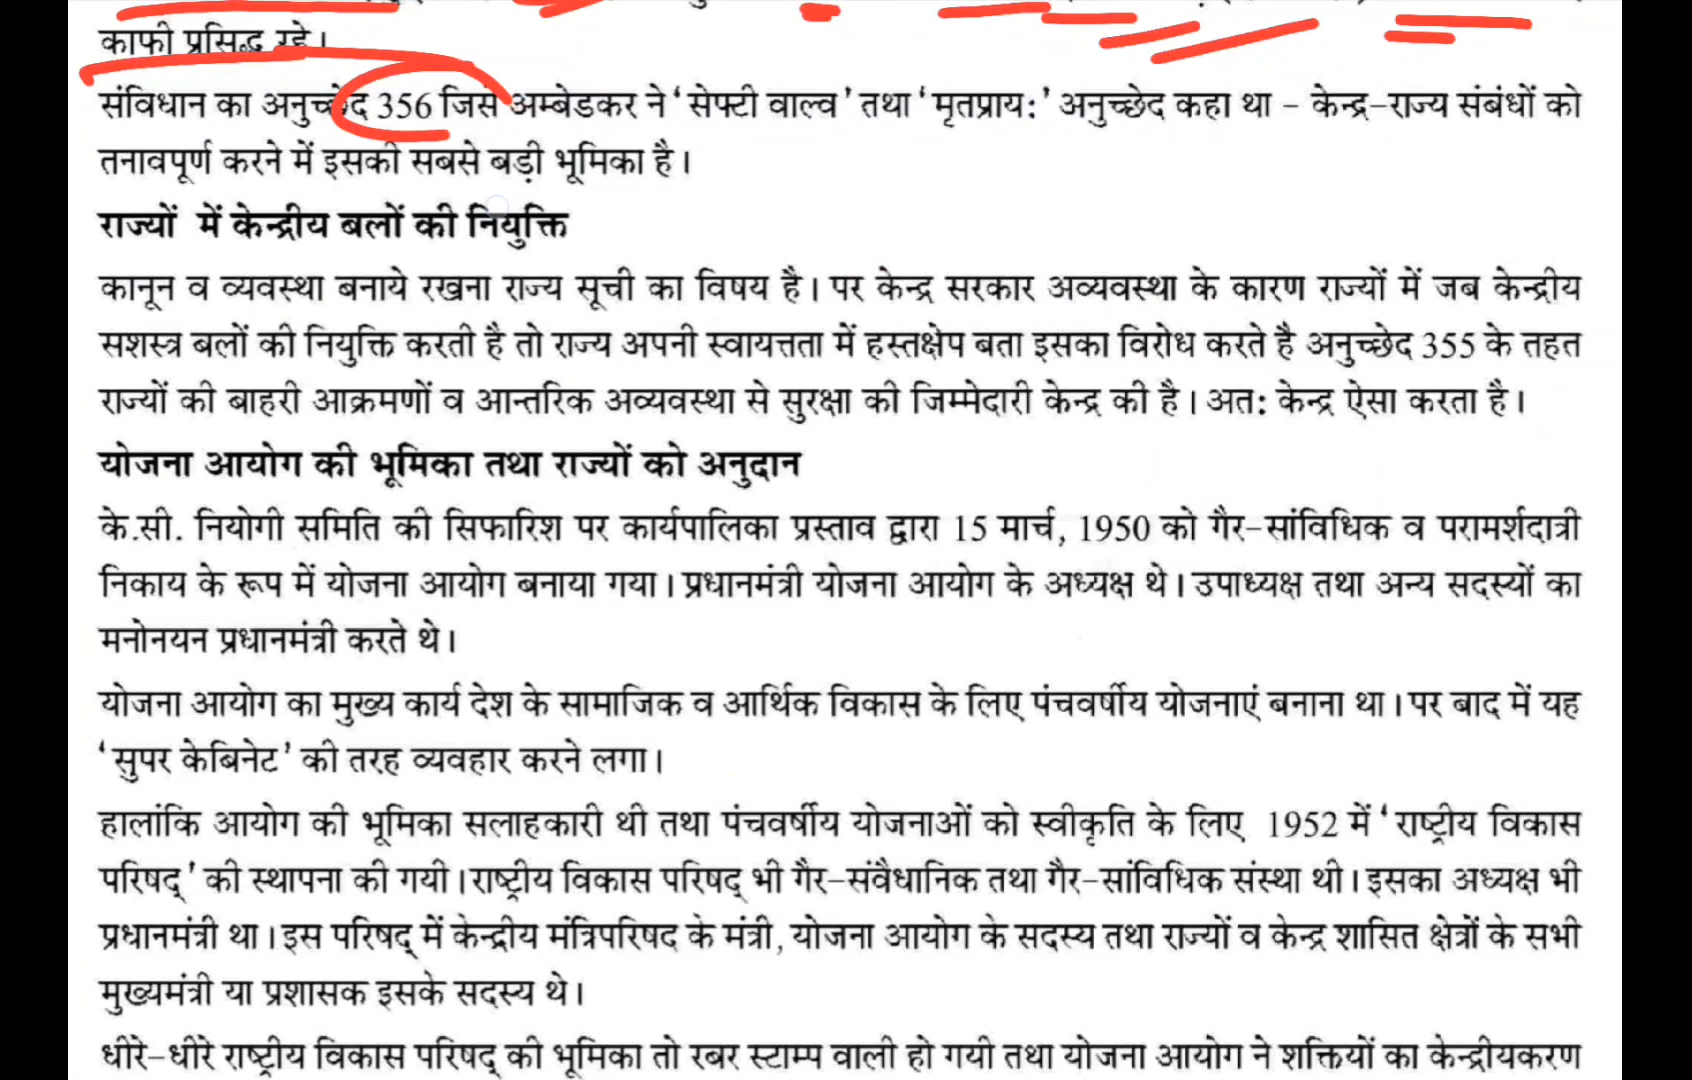 काफी प्रसिद्ध रहे।
संविधान का अनुच्छेद 356 जिसे अम्बेडकर ने ‘सेफ्टी वाल्व’ तथा ‘मृतप्राय:’ अनुच्छेद कहा था – केन्द्र–राज्य संबंधों को
तनावपूर्ण करने में इसकी सबसे बड़ी भूमिका है।
राज्यों में केन्द्रीय बलों की नियुक्ति
कानून व व्यवस्था बनाये रखना राज्य सूची का विषय है। पर केन्द्र सरकार अव्यवस्था के कारण राज्यों में जब केन्द्रीय
सशस्त्र बलों की नियुक्ति करती है तो राज्य अपनी स्वायत्तता में हस्तक्षेप बता इसका विरोध करते है अनुच्छेद 355 के तहत
राज्यों की बाहरी आक्रमणों व आन्तरिक अव्यवस्था से सुरक्षा की जिम्मेदारी केन्द्र की है। अत: केन्द्र ऐसा करता है।
योजना आयोग की भूमिका तथा राज्यों को अनुदान
के.सी. नियोगी समिति की सिफारिश पर कार्यपालिका प्रस्ताव द्वारा 15 मार्च, 1950 को गैर–सांविधिक व परामर्शदात्री
निकाय के रूप में योजना आयोग बनाया गया। प्रधानमंत्री योजना आयोग के अध्यक्ष थे। उपाध्यक्ष तथा अन्य सदस्यों का
मनोनयन प्रधानमंत्री करते थे।
योजना आयोग का मुख्य कार्य देश के सामाजिक व आर्थिक विकास के लिए पंचवर्षीय योजनाएं बनाना था। पर बाद में यह
‘सुपर केबिनेट’ की तरह व्यवहार करने लगा।
हालांकि आयोग की भूमिका सलाहकारी थी तथा पंचवर्षीय योजनाओं को स्वीकृति के लिए 1952 में ‘राष्ट्रीय विकास
परिषद्’ की स्थापना की गयी। राष्ट्रीय विकास परिषद् भी गैर–संवैधानिक तथा गैर–सांविधिक संस्था थी। इसका अध्यक्ष भी
प्रधानमंत्री था। इस परिषद् में केन्द्रीय मंत्रिपरिषद के मंत्री, योजना आयोग के सदस्य तथा राज्यों व केन्द्र शासित क्षेत्रों के सभी
मुख्यमंत्री या प्रशासक इसके सदस्य थे।
धीरे–धीरे राष्ट्रीय विकास परिषद् की भूमिका तो रबर स्टाम्प वाली हो गयी तथा योजना आयोग ने शक्तियों का केन्द्रीयकरण